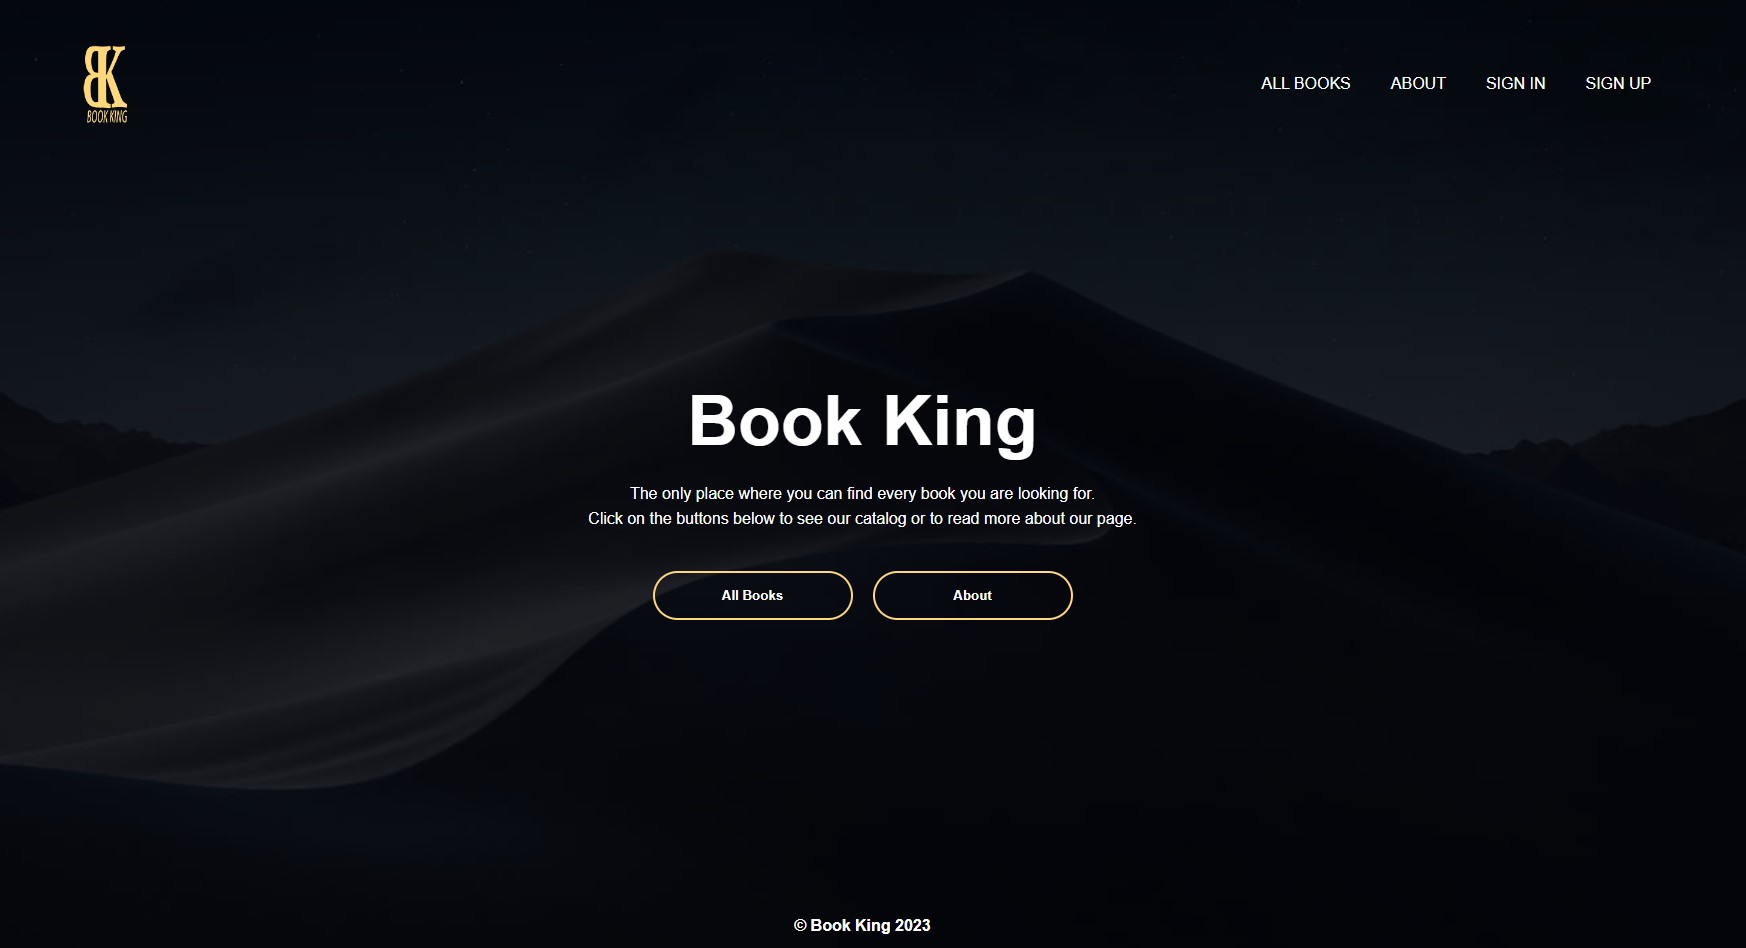 BK
BOOK KING
ALL BOOKS ABOUT SIGN IN SIGN UP
Book King
The only place where you can find every book you are looking for.
Click on the buttons below to see our catalog or to read more about our page.
All Books About
© Book King 2023